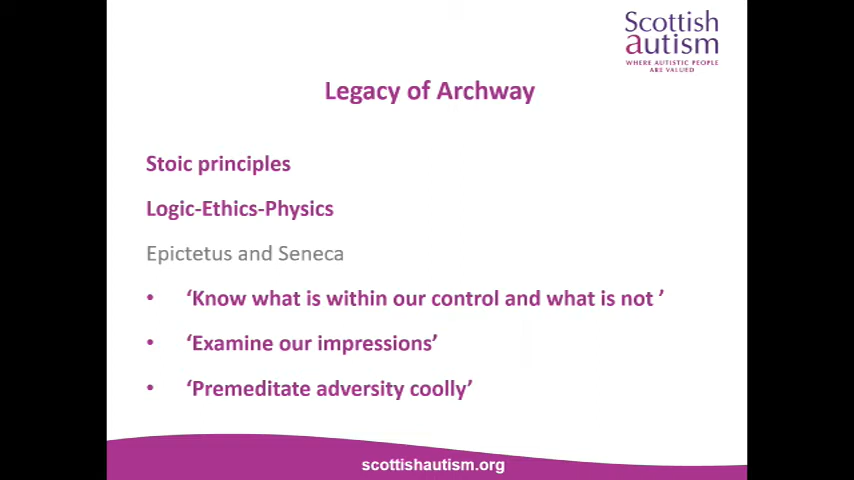 Scottish
autism
WHERE AUTISTIC PEOPLE
ARE VALUED
Legacy of Archway
Stoic principles
Logic-Ethics-Physics
Epictetus and Seneca
• ‘Know what is within our control and what is not ’
• ‘Examine our impressions’
• ‘Premeditate adversity coolly’
scottishautism.org